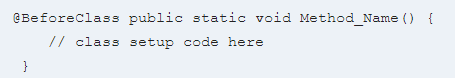 @BeforeClass public static void Method_Name() {
    // class setup code here
 }